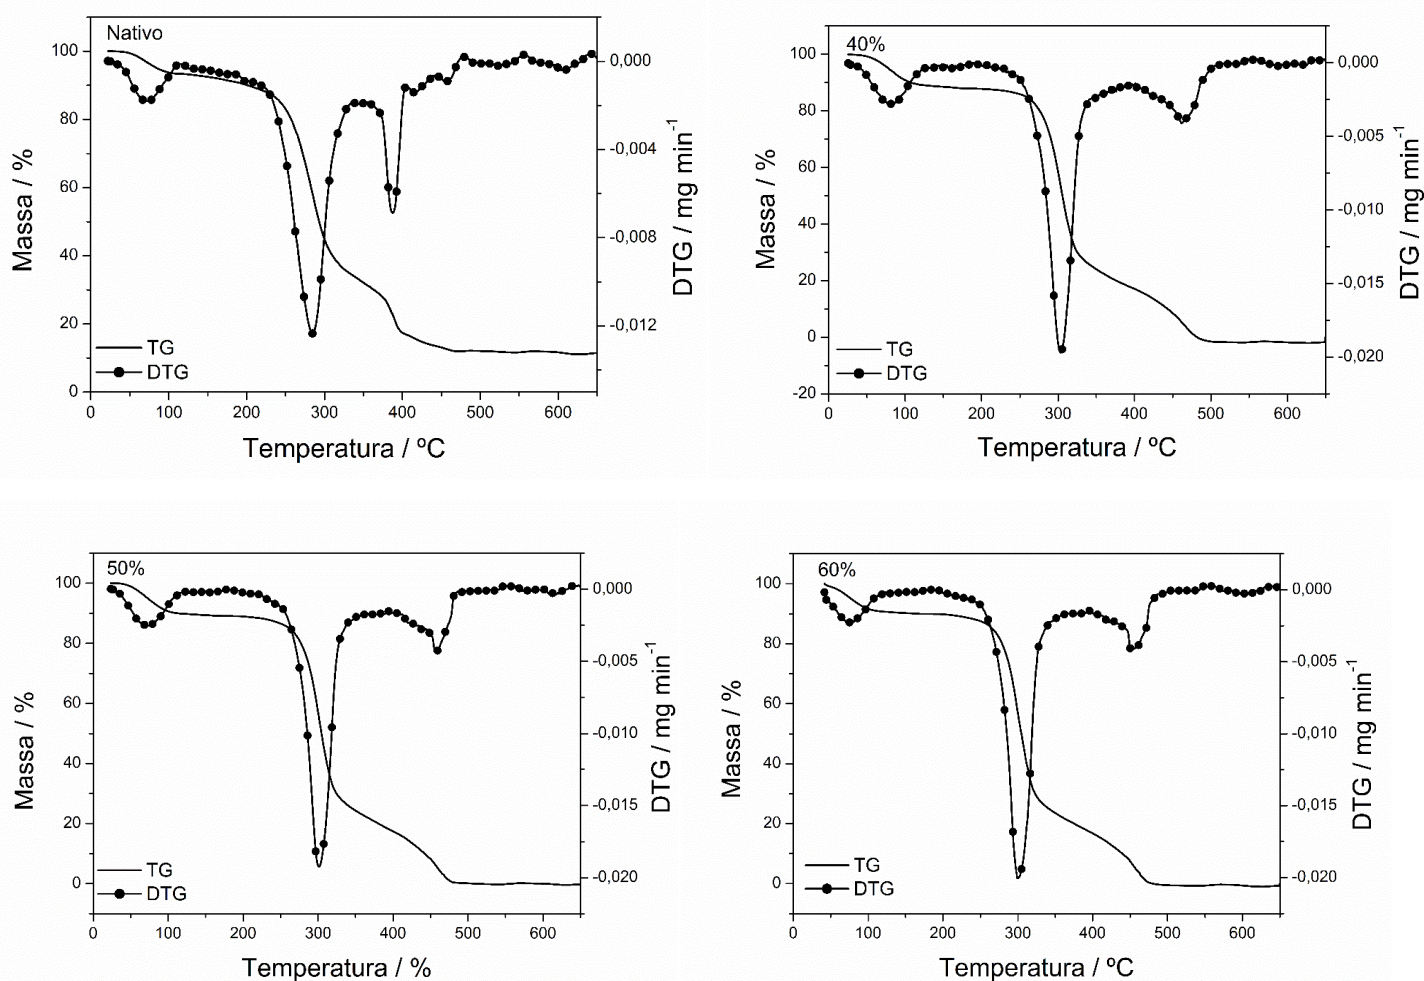 Nativo
100
80
60
40
20
0
Massa / %
0,000
-0,004
-0,008
-0,012
DTG / mg min⁻¹
TG
DTG
0 100 200 300 400 500 600
Temperatura / ºC
40%
100
80
60
40
20
0
-20
Massa / %
0,000
-0,005
-0,010
-0,015
-0,020
DTG / mg min⁻¹
TG
DTG
0 100 200 300 400 500 600
Temperatura / ºC
50%
100
80
60
40
20
0
Massa / %
0,000
-0,005
-0,010
-0,015
-0,020
DTG / mg min⁻¹
TG
DTG
0 100 200 300 400 500 600
Temperatura / %
60%
100
80
60
40
20
0
Massa / %
0,000
-0,005
-0,010
-0,015
-0,020
DTG / mg min⁻¹
TG
DTG
0 100 200 300 400 500 600
Temperatura / ºC